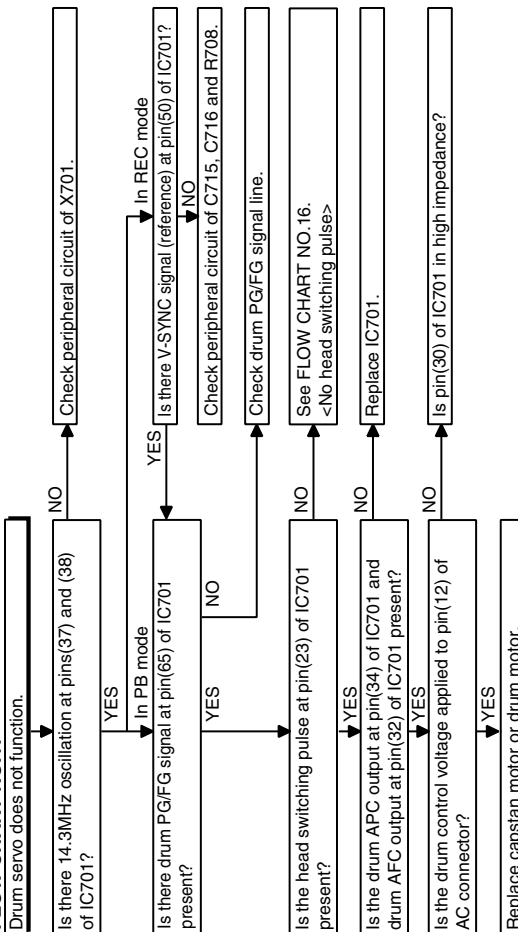 Drum servo does not function.
Is there 14.3MHz oscillation at pins(37) and (38)
of IC701?
NO
Check peripheral circuit of X701.
YES
In PB mode
In REC mode
Is there V-SYNC signal (reference) at pin(50) of IC701?
YES
NO
Check peripheral circuit of C715, C716 and R708.
Is there drum PG/FG signal at pin(65) of IC701
present?
NO
Check drum PG/FG signal line.
YES
Is the head switching pulse at pin(23) of IC701
present?
NO
See FLOW CHART NO.16.
<No head switching pulse>
YES
Is the drum APC output at pin(34) of IC701 and
drum AFC output at pin(32) of IC701 present?
NO
Replace IC701.
YES
Is the drum control voltage applied to pin(12) of
AC connector?
NO
Is pin(30) of IC701 in high impedance?
YES
Replace capstan motor or drum motor.